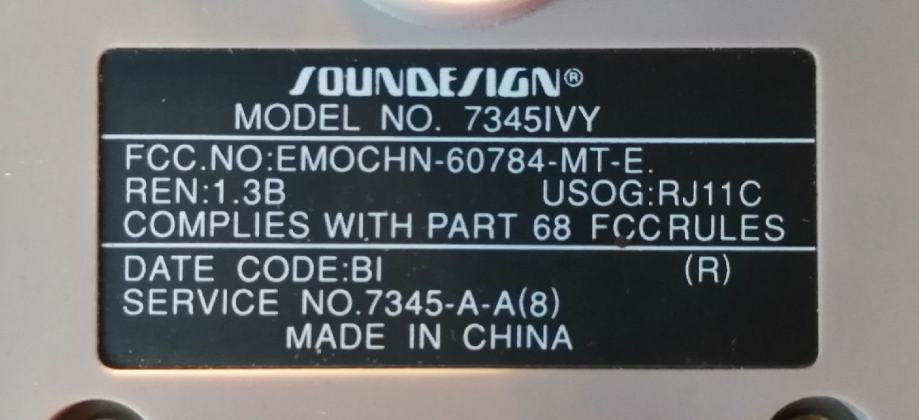 SOUNDESIGN®
MODEL NO. 7345IVY
FCC.NO:EMOCHN-60784-MT-E.
REN:1.3B USOG:RJ11C
COMPLIES WITH PART 68 FCC RULES
DATE CODE:BI (R)
SERVICE NO.7345-A-A(8)
MADE IN CHINA